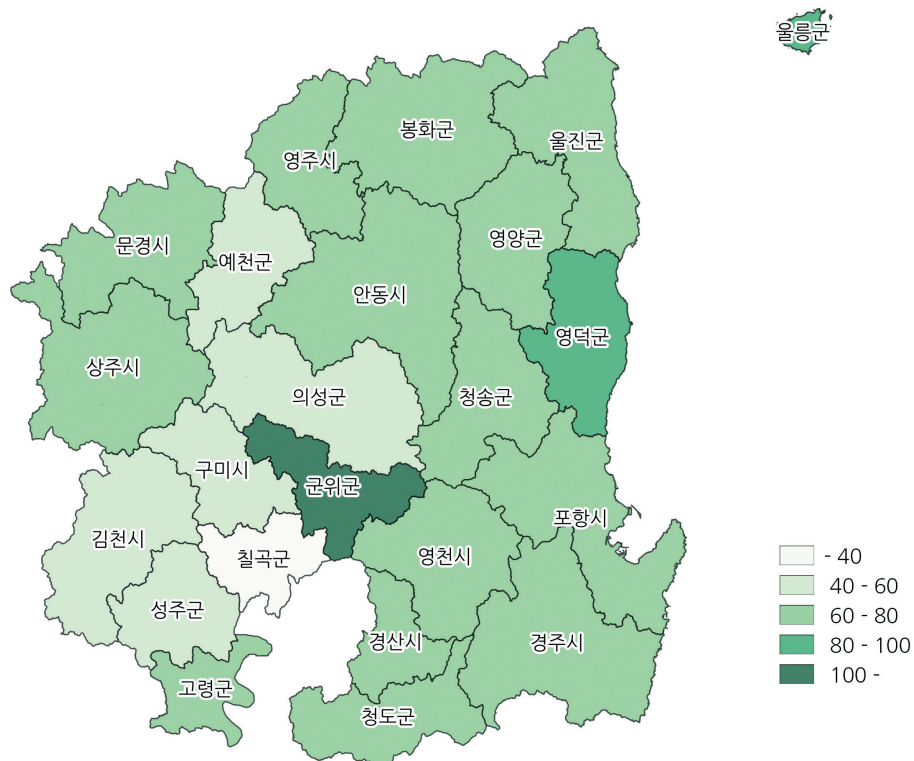 울릉군
봉화군
울진군
영주시
영양군
문경시
예천군
안동시
영덕군
상주시
의성군
청송군
구미시
군위군
포항시
김천시
칠곡군
영천시
성주군
경산시
경주시
고령군
청도군
- 40
40 - 60
60 - 80
80 - 100
100 -